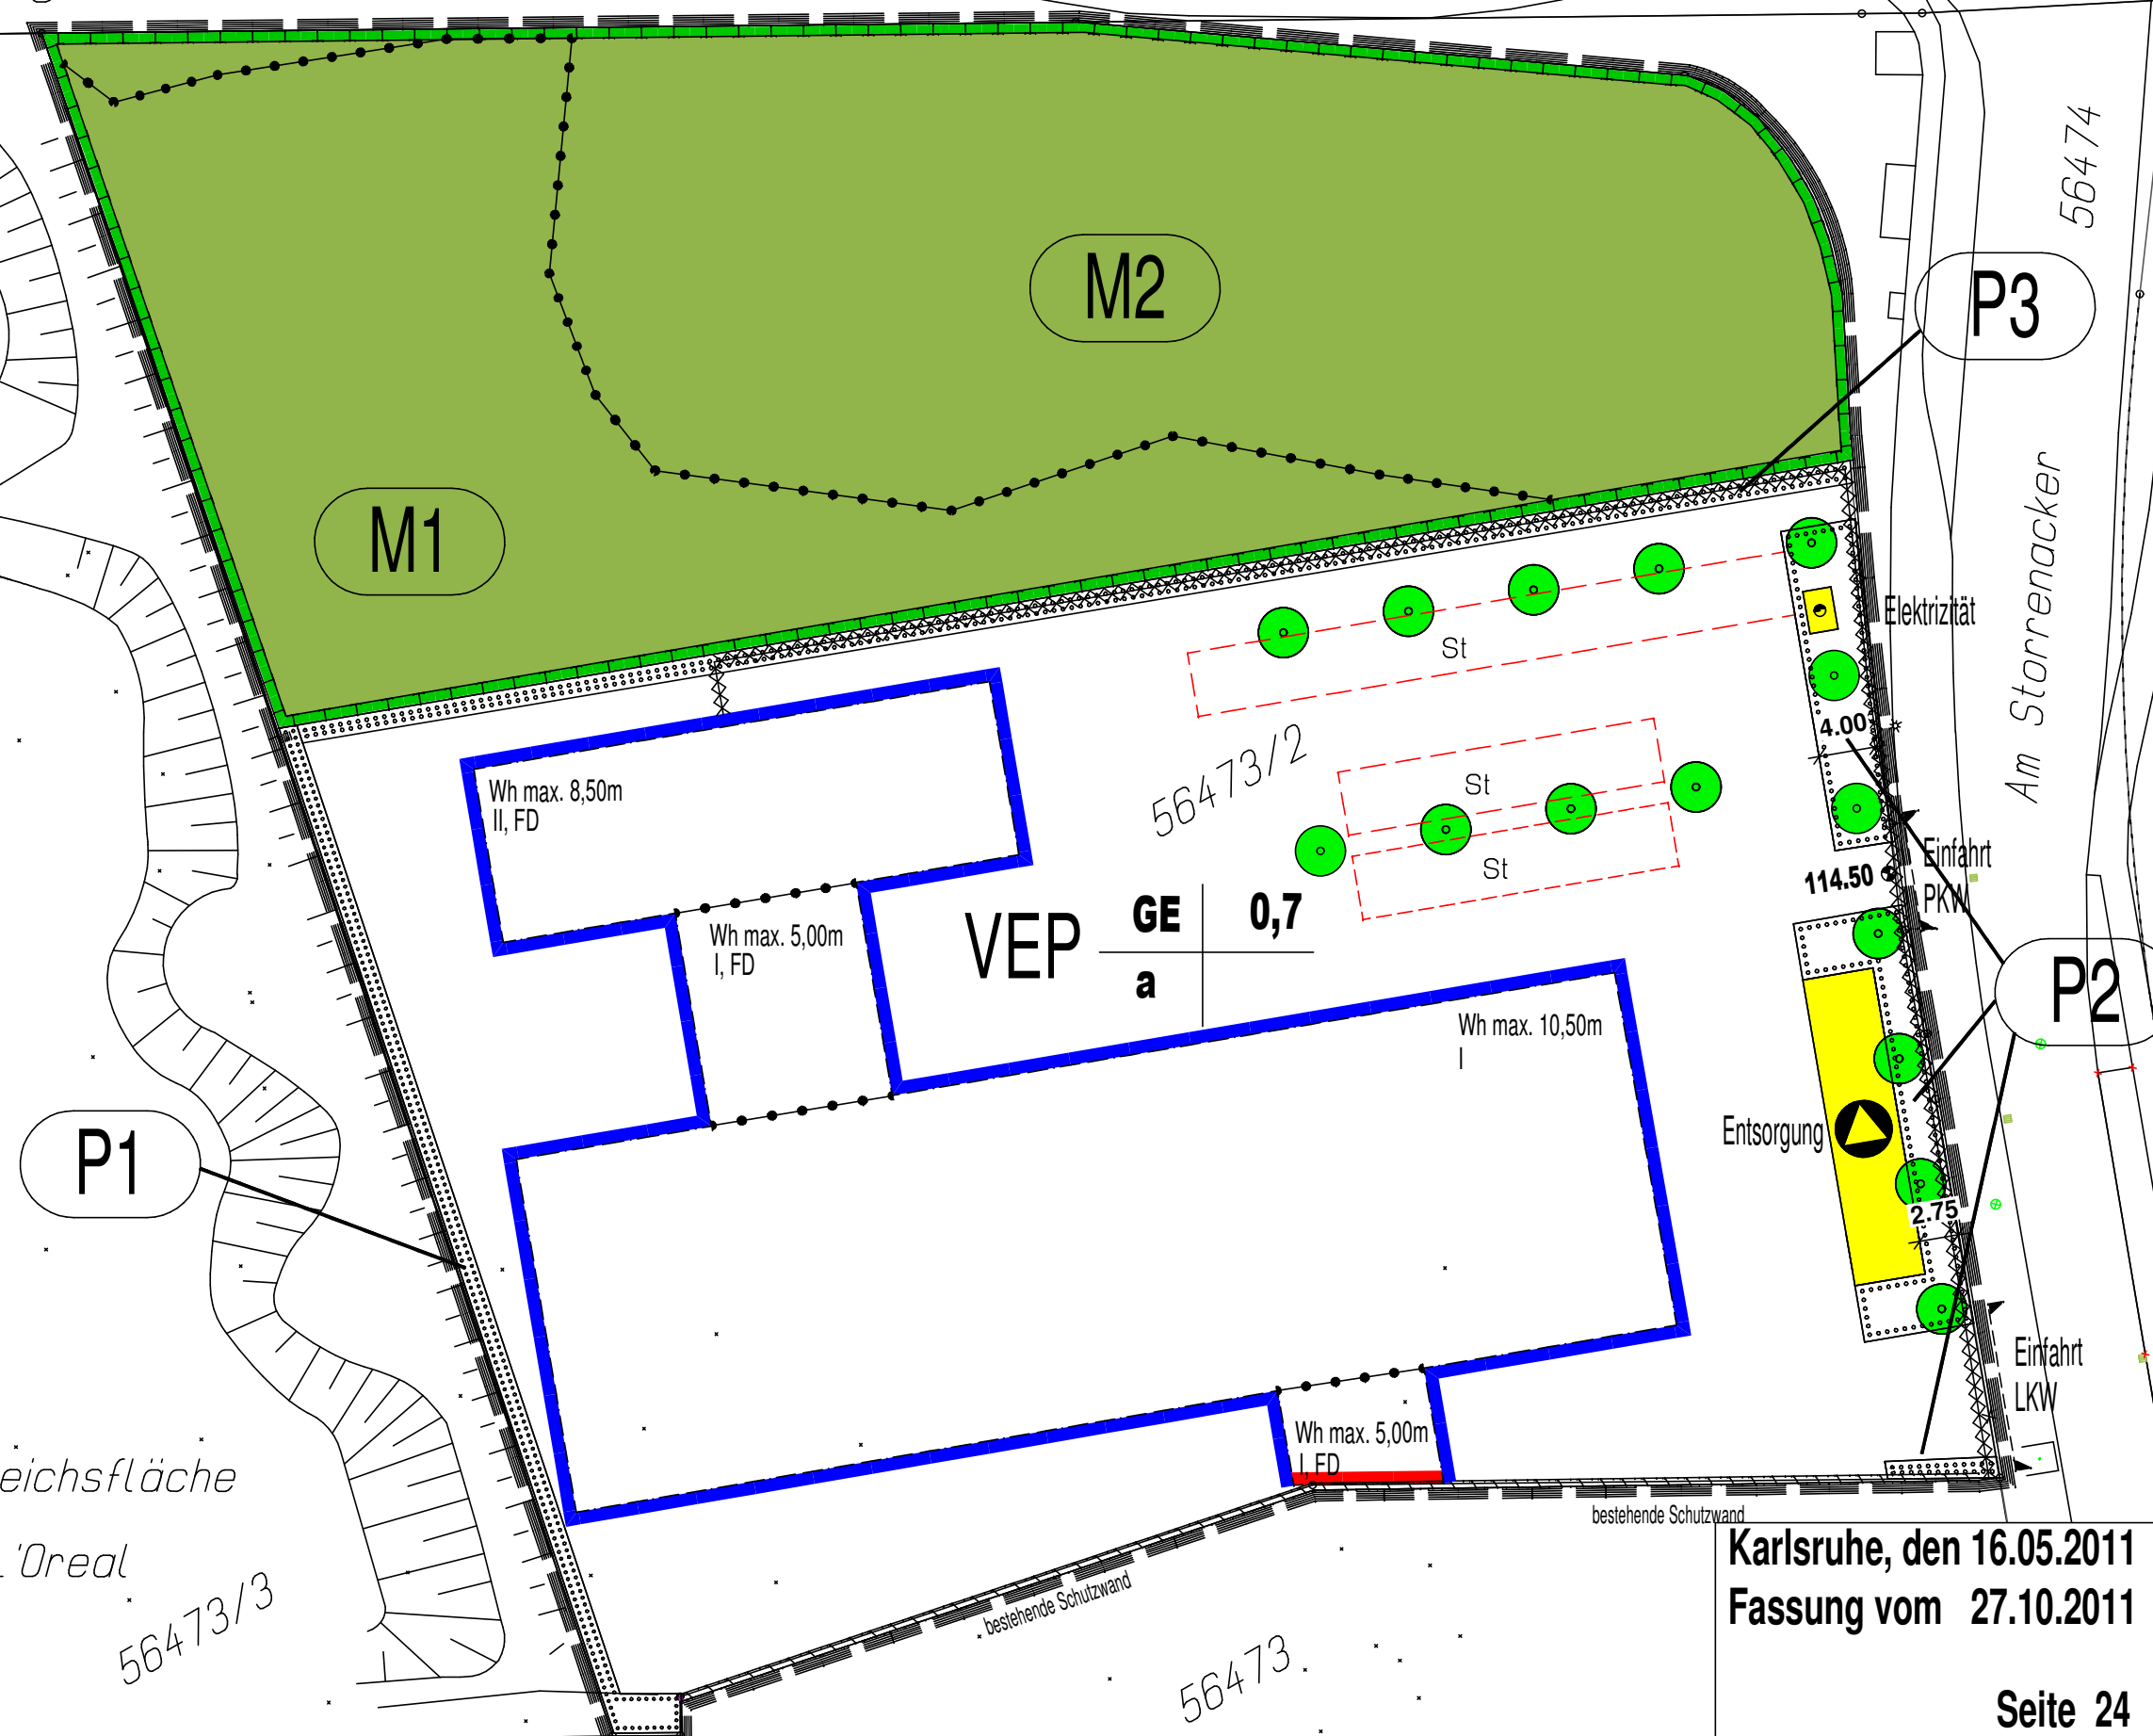 56474
M2
P3
M1
Am Storrenacker
Elektrizität
St
4.00
56473/2
St
Wh max. 8,50m
II, FD
St
Einfahrt
PKW
114.50
Wh max. 5,00m
I, FD
VEP
GE
0,7
a
P2
Wh max. 10,50m
I
Entsorgung
P1
2.75
Einfahrt
LKW
Wh max. 5,00m
I, FD
eichsfläche
'Oreal
56473/3
bestehende Schutzwand
bestehende Schutzwand
56473
Karlsruhe, den 16.05.2011
Fassung vom 27.10.2011
Seite 24